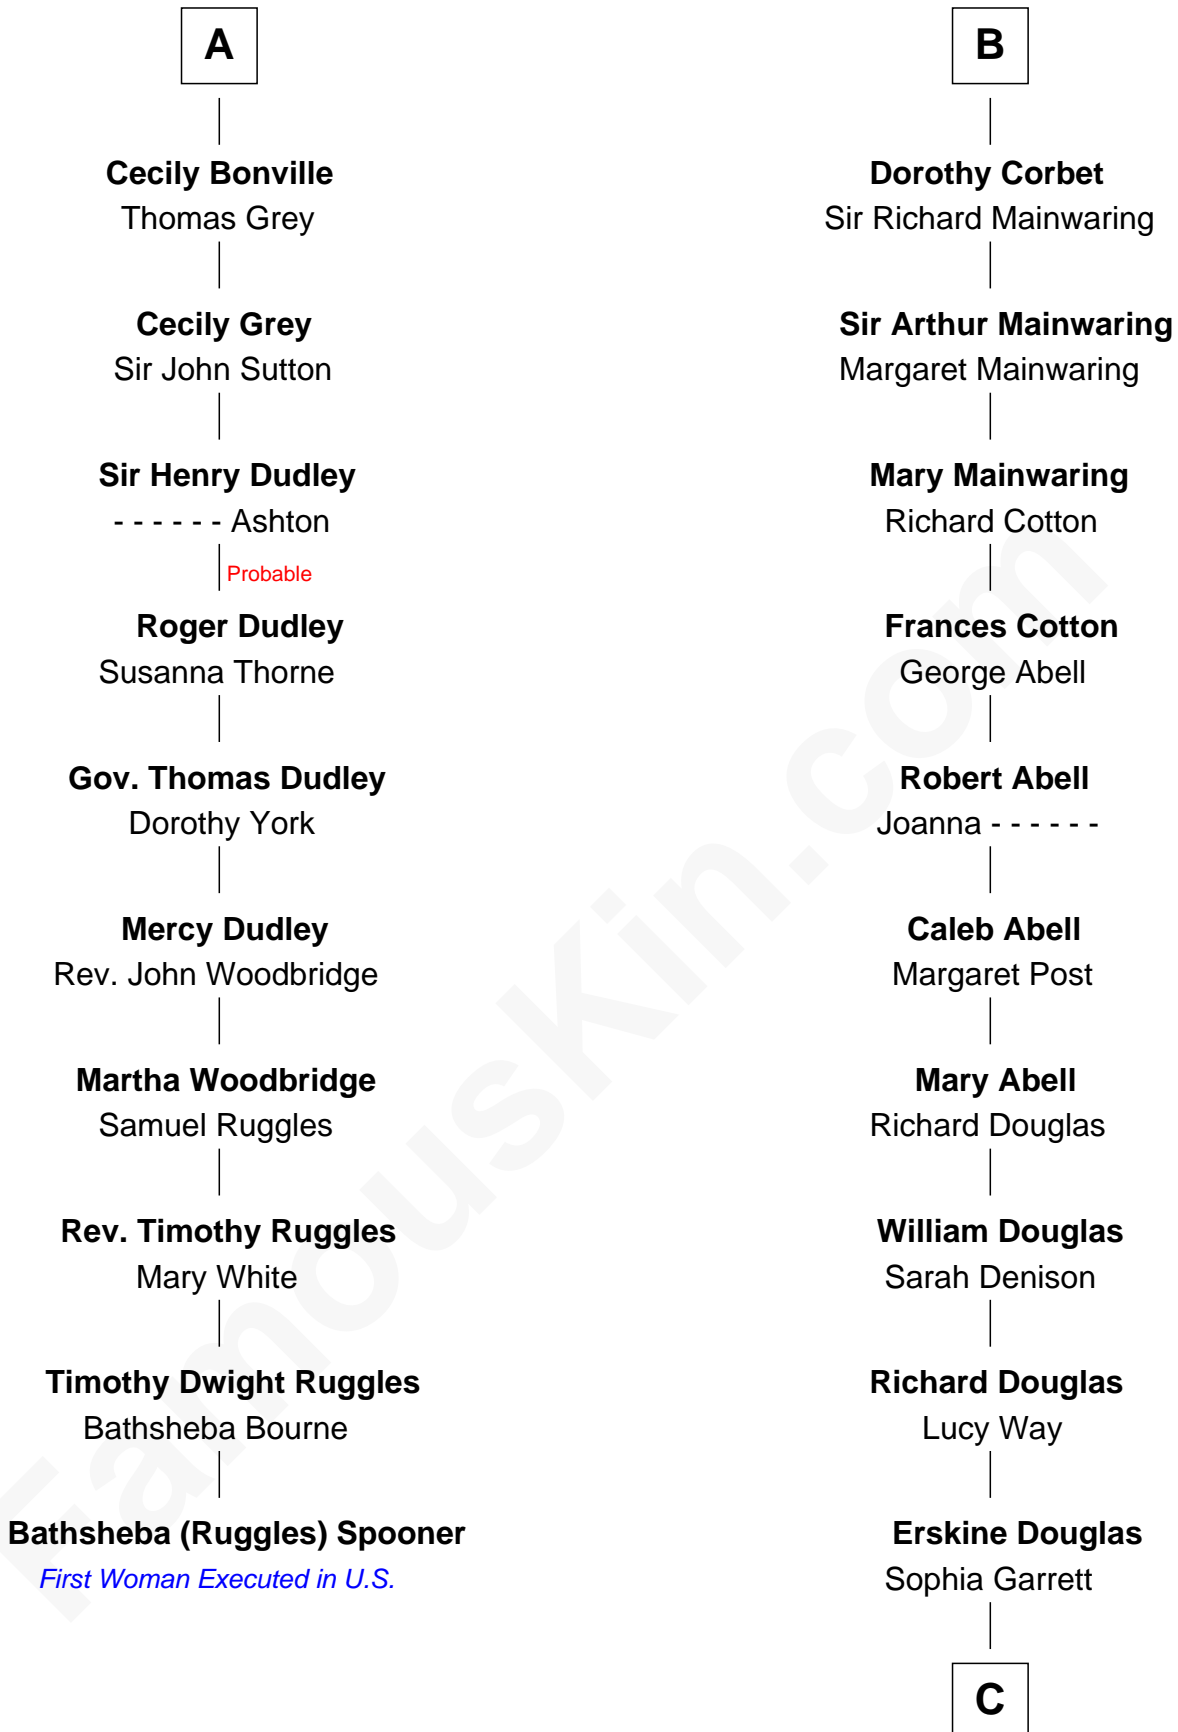 A
Cecily Bonville
Thomas Grey
Cecily Grey
Sir John Sutton
Sir Henry Dudley
- - - - - - Ashton
Probable
Roger Dudley
Susanna Thorne
Gov. Thomas Dudley
Dorothy York
Mercy Dudley
Rev. John Woodbridge
Martha Woodbridge
Samuel Ruggles
Rev. Timothy Ruggles
Mary White
Timothy Dwight Ruggles
Bathsheba Bourne
Bathsheba (Ruggles) Spooner
First Woman Executed in U.S.
B
Dorothy Corbet
Sir Richard Mainwaring
Sir Arthur Mainwaring
Margaret Mainwaring
Mary Mainwaring
Richard Cotton
Frances Cotton
George Abell
Robert Abell
Joanna - - - - - -
Caleb Abell
Margaret Post
Mary Abell
Richard Douglas
William Douglas
Sarah Denison
Richard Douglas
Lucy Way
Erskine Douglas
Sophia Garrett
C
FamousKin.com